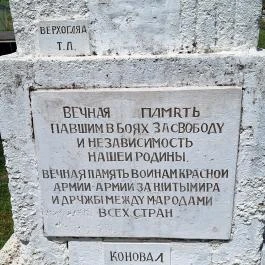 ВЕРХОГЛЯД
Т.П.
ВЕЧНАЯ ПАМЯТЬ
ПАВШИМ В БОЯХ ЗА СВОБОДУ
И НЕЗАВИСИМОСТЬ
НАШЕЙ РОДИНЫ.
ВЕЧНАЯ ПАМЯТЬ ВОИНАМ КРАСНОЙ
АРМИИ-АРМИИ ЗАЩИТЫ МИРА
И ДРУЖБЫ МЕЖДУ НАРОДАМИ
ВСЕХ СТРАН
КОНОВАЛ